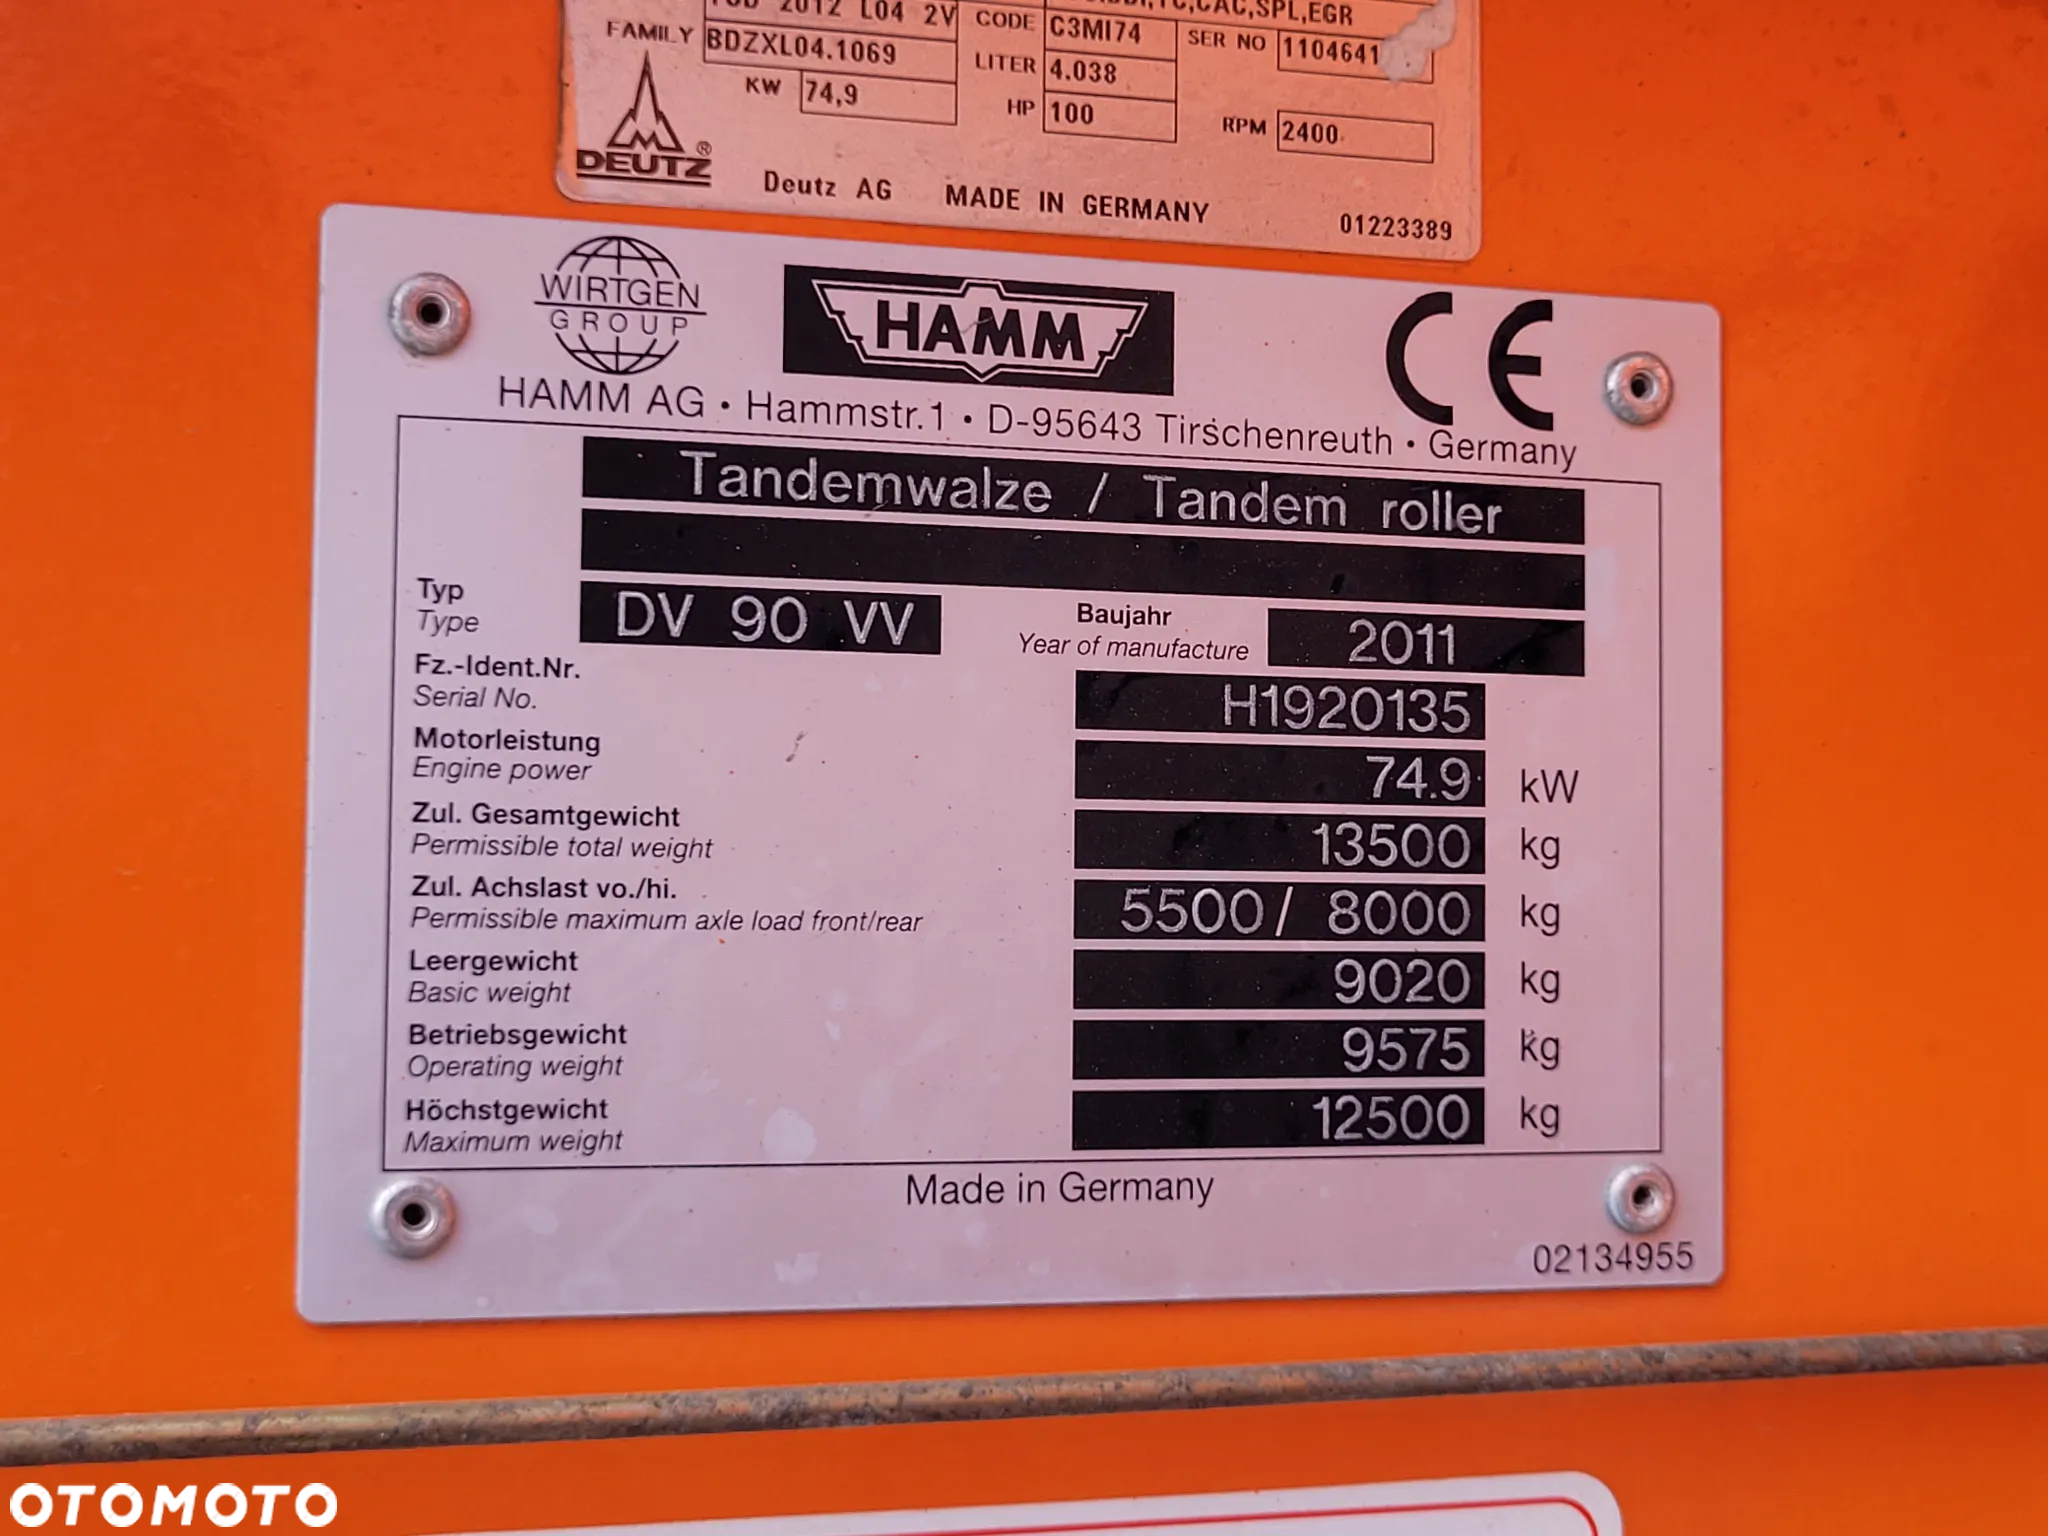 TCD 2012 L04 2V CODE C3MI74
,TC,CAC,SPL,EGR
FAMILY BDZXL04.1069 LITER 4.038 SER NO 1104641
KW 74,9 HP 100 RPM 2400
DEUTZ®
Deutz AG MADE IN GERMANY 01223389
WIRTGEN
GROUP
HAMM
CE
HAMM AG • Hammstr.1 • D-95643 Tirschenreuth • Germany
Tandemwalze / Tandem roller
Typ
Type
DV 90 VV
Baujahr
Year of manufacture
2011
Fz.-Ident.Nr.
Serial No.
H1920135
Motorleistung
Engine power
74.9 kW
Zul. Gesamtgewicht
Permissible total weight
13500 kg
Zul. Achslast vo./hi.
Permissible maximum axle load front/rear
5500/ 8000 kg
Leergewicht
Basic weight
9020 kg
Betriebsgewicht
Operating weight
9575 kg
Höchstgewicht
Maximum weight
12500 kg
Made in Germany
02134955
OTOMOTO